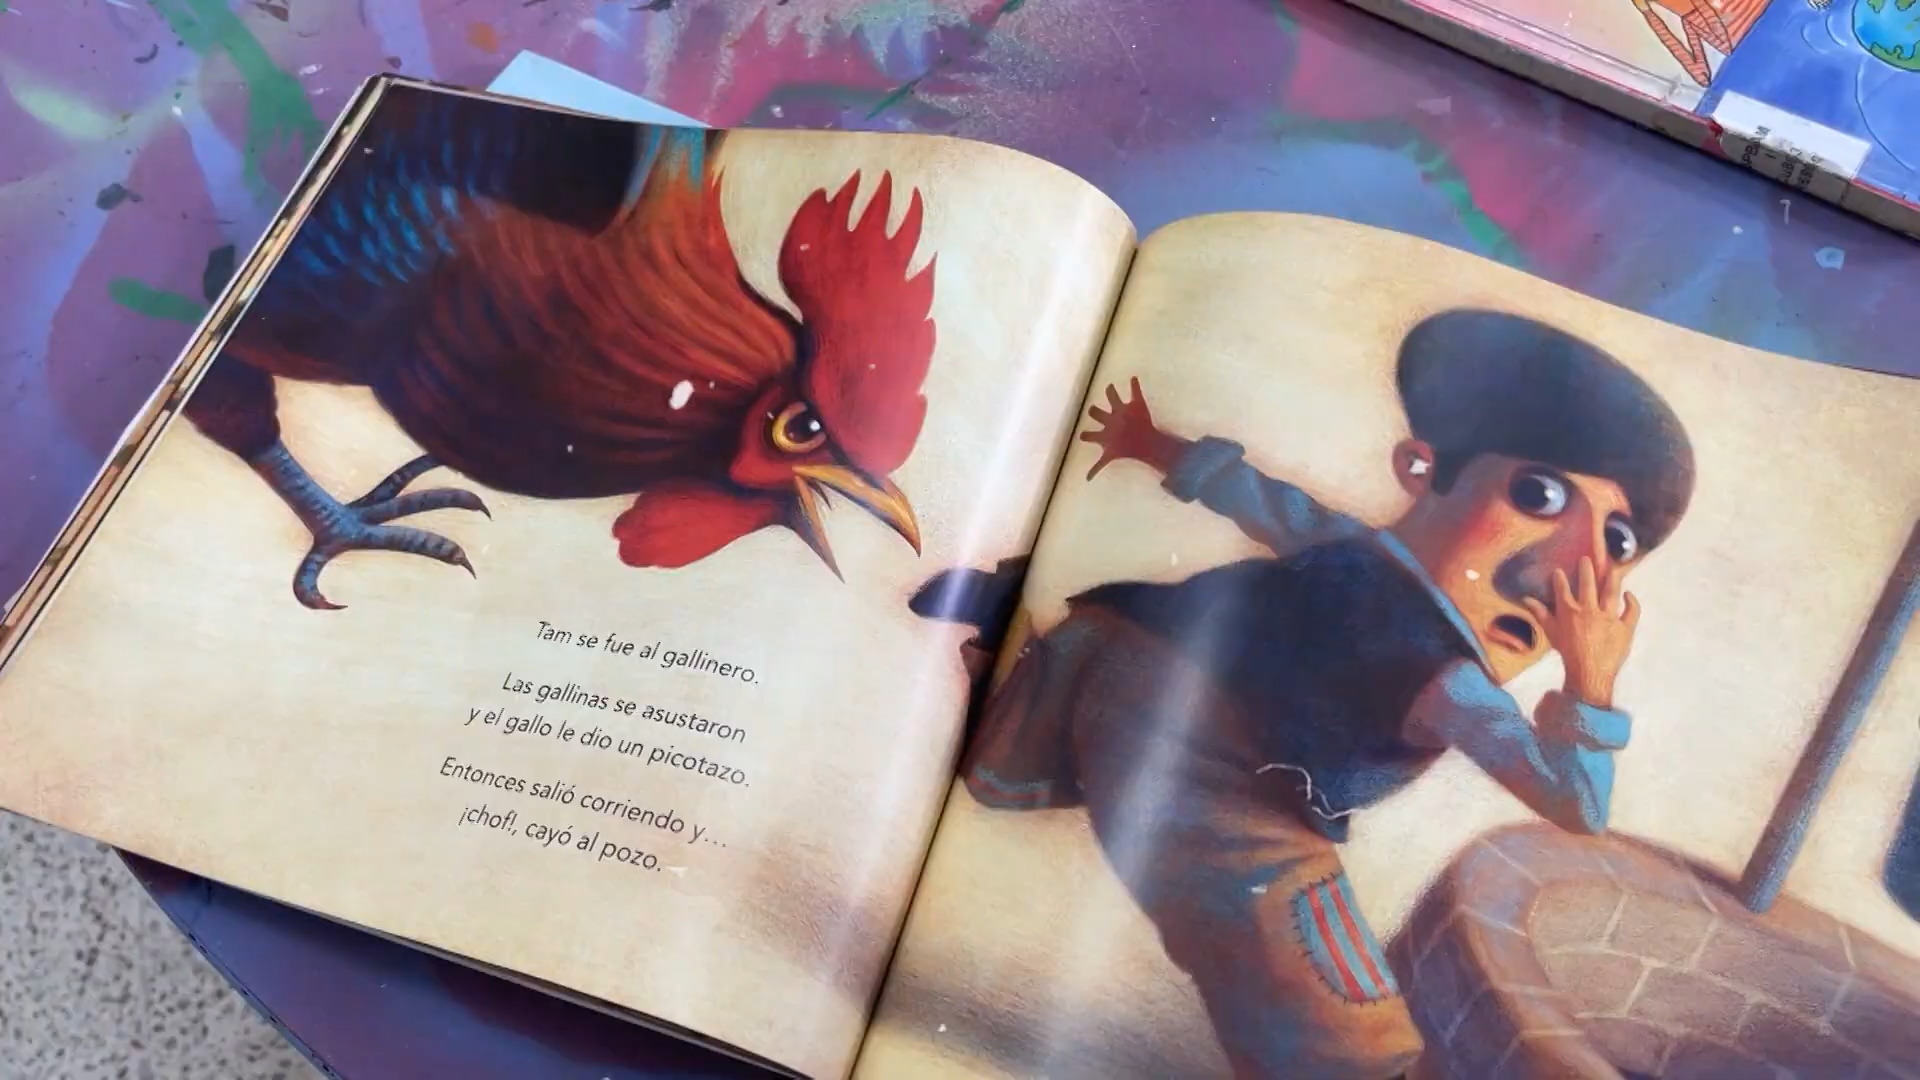 Tam se fue al gallinero.
Las gallinas se asustaron
y el gallo le dio un picotazo.
Entonces salió corriendo y...
¡chof!, cayó al pozo.